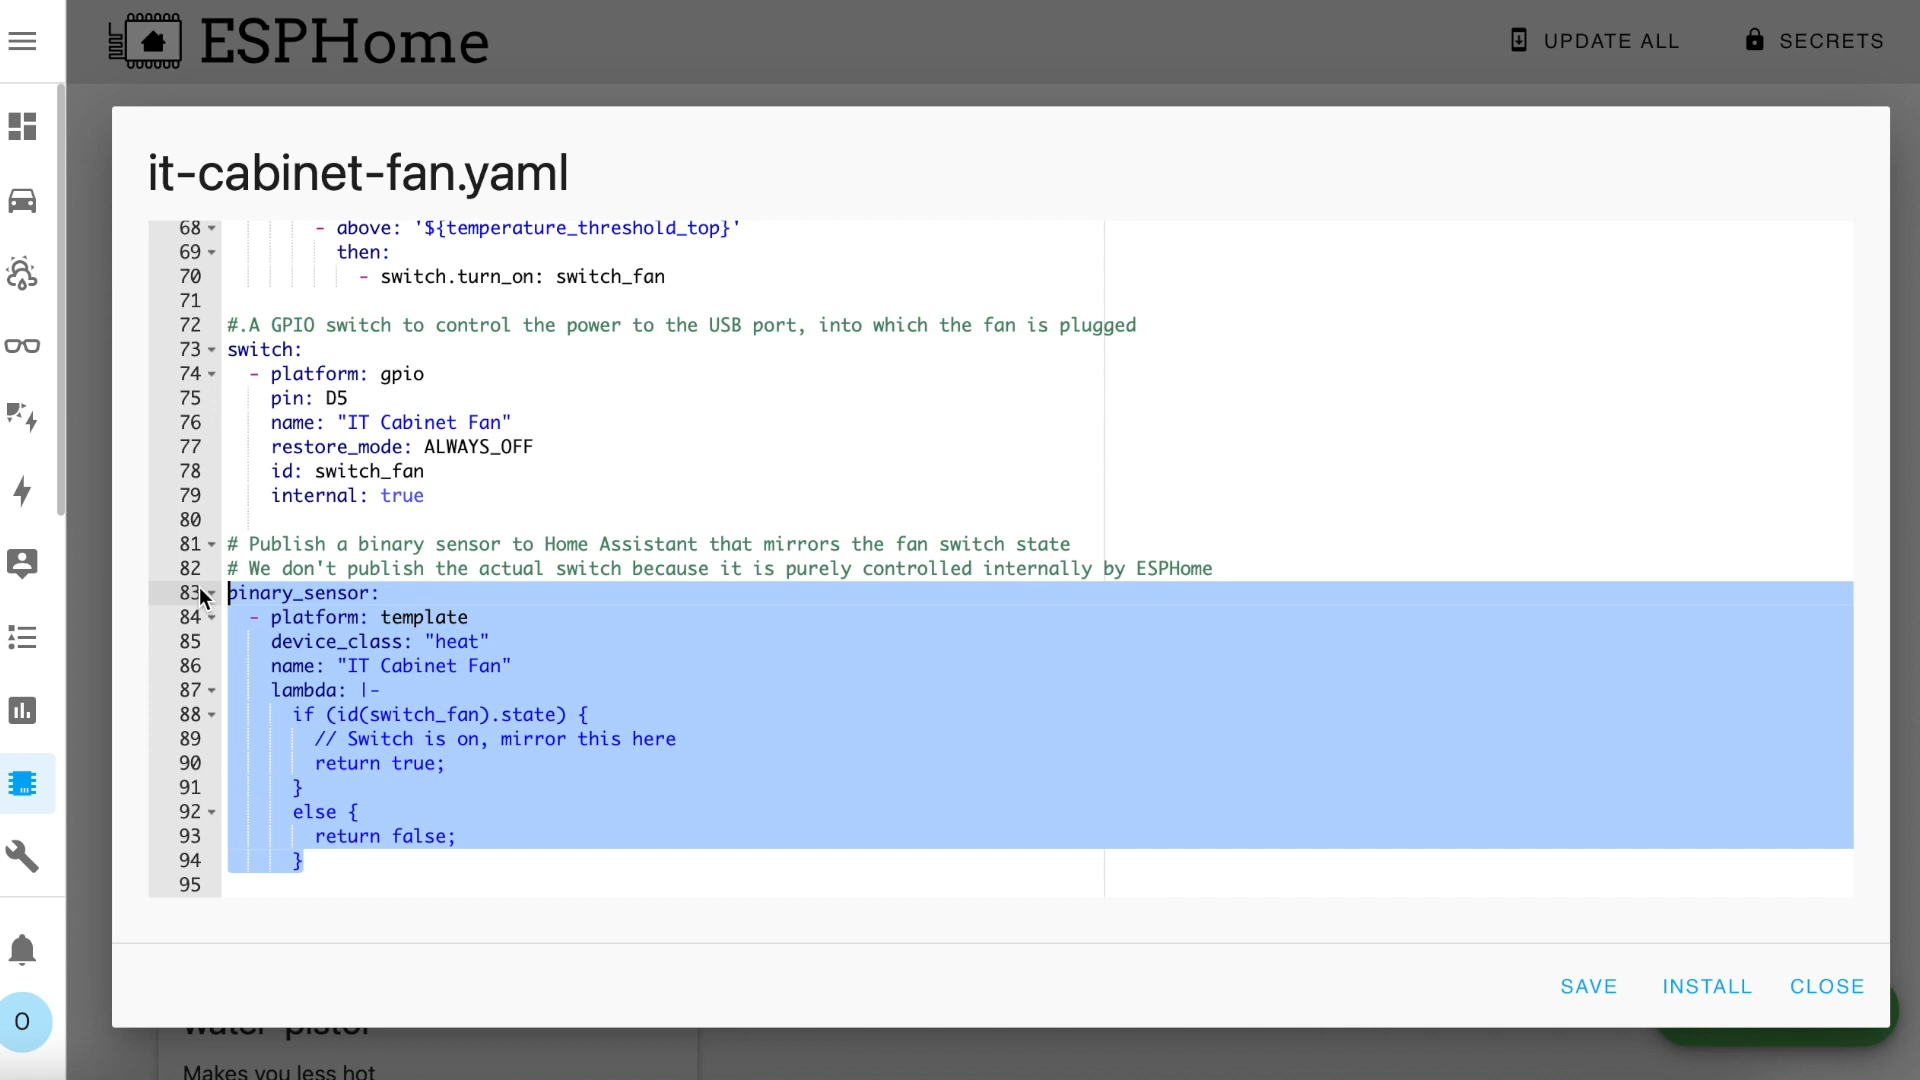 ESPHome
UPDATE ALL
SECRETS
it-cabinet-fan.yaml
68 - above: '${temperature_threshold_top}'
69 then:
70 - switch.turn_on: switch_fan
71
72 #.A GPIO switch to control the power to the USB port, into which the fan is plugged
73 switch:
74 - platform: gpio
75 pin: D5
76 name: "IT Cabinet Fan"
77 restore_mode: ALWAYS_OFF
78 id: switch_fan
79 internal: true
80
81 # Publish a binary sensor to Home Assistant that mirrors the fan switch state
82 # We don't publish the actual switch because it is purely controlled internally by ESPHome
83 binary_sensor:
84 - platform: template
85 device_class: "heat"
86 name: "IT Cabinet Fan"
87 lambda: |-
88 if (id(switch_fan).state) {
89 // Switch is on, mirror this here
90 return true;
91 }
92 else {
93 return false;
94 }
95
SAVE
INSTALL
CLOSE
O
water-pistol
Makes you less hot